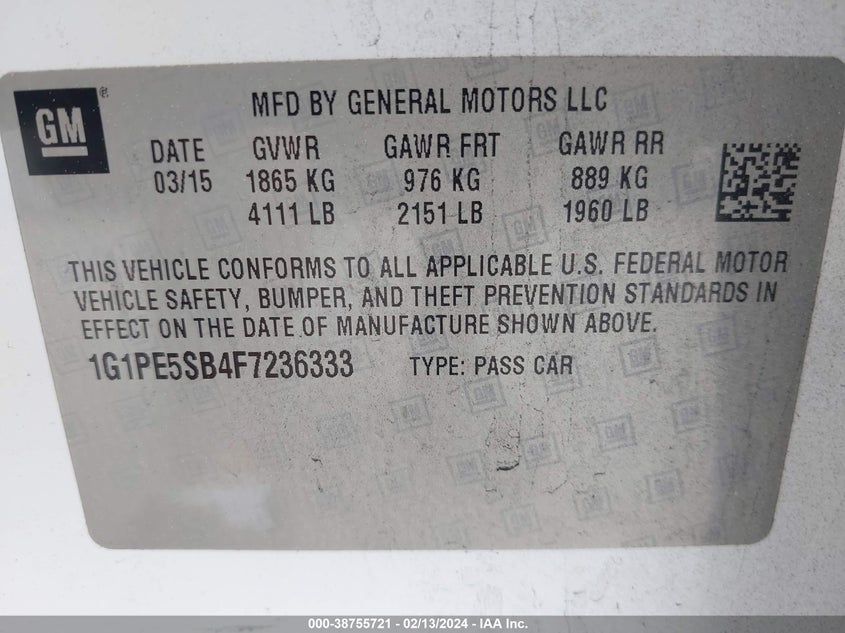 GM ®
MFD BY GENERAL MOTORS LLC
DATE GVWR GAWR FRT GAWR RR
03/15 1865 KG 976 KG 889 KG
4111 LB 2151 LB 1960 LB
THIS VEHICLE CONFORMS TO ALL APPLICABLE U.S. FEDERAL MOTOR
VEHICLE SAFETY, BUMPER, AND THEFT PREVENTION STANDARDS IN
EFFECT ON THE DATE OF MANUFACTURE SHOWN ABOVE.
1G1PE5SB4F7236333 TYPE: PASS CAR
000-38755721 - 02/13/2024 - IAA Inc.